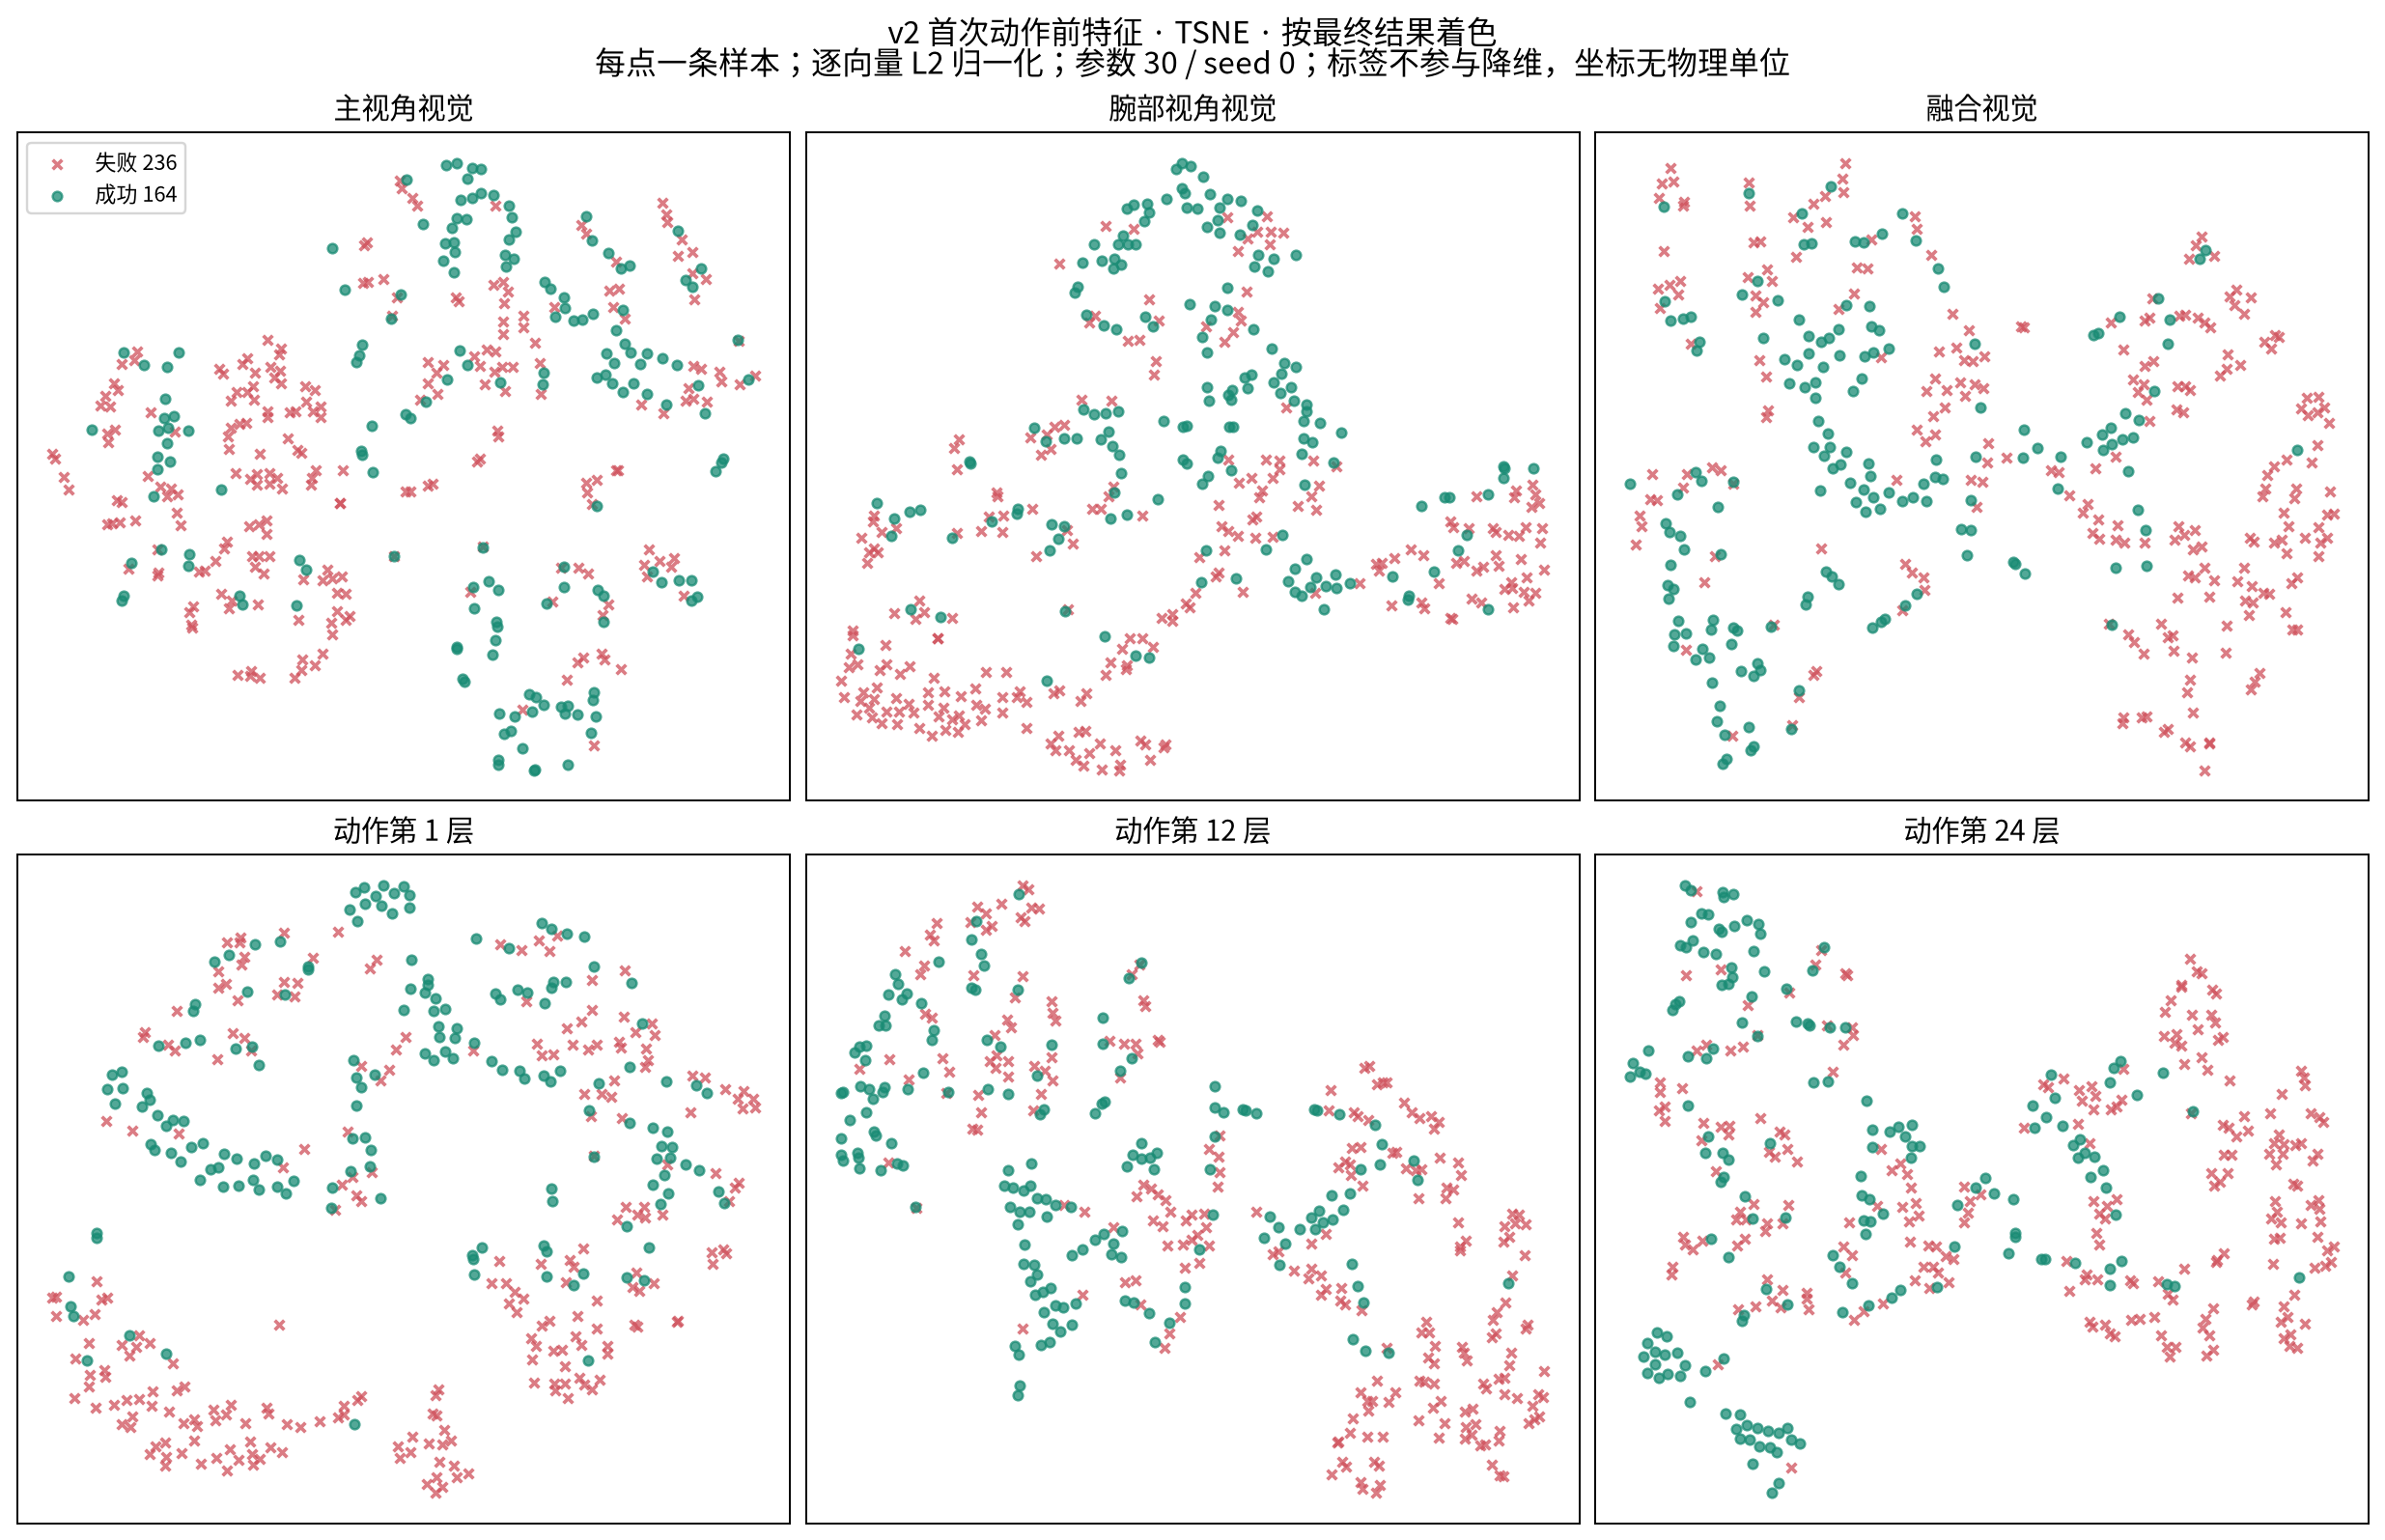 v2 首次动作前特征 · TSNE · 按最终结果着色
每点一条样本；逐向量 L2 归一化；参数 30 / seed 0；标签不参与降维，坐标无物理单位
主视角视觉
腕部视角视觉
融合视觉
失败 236
成功 164
动作第 1 层
动作第 12 层
动作第 24 层